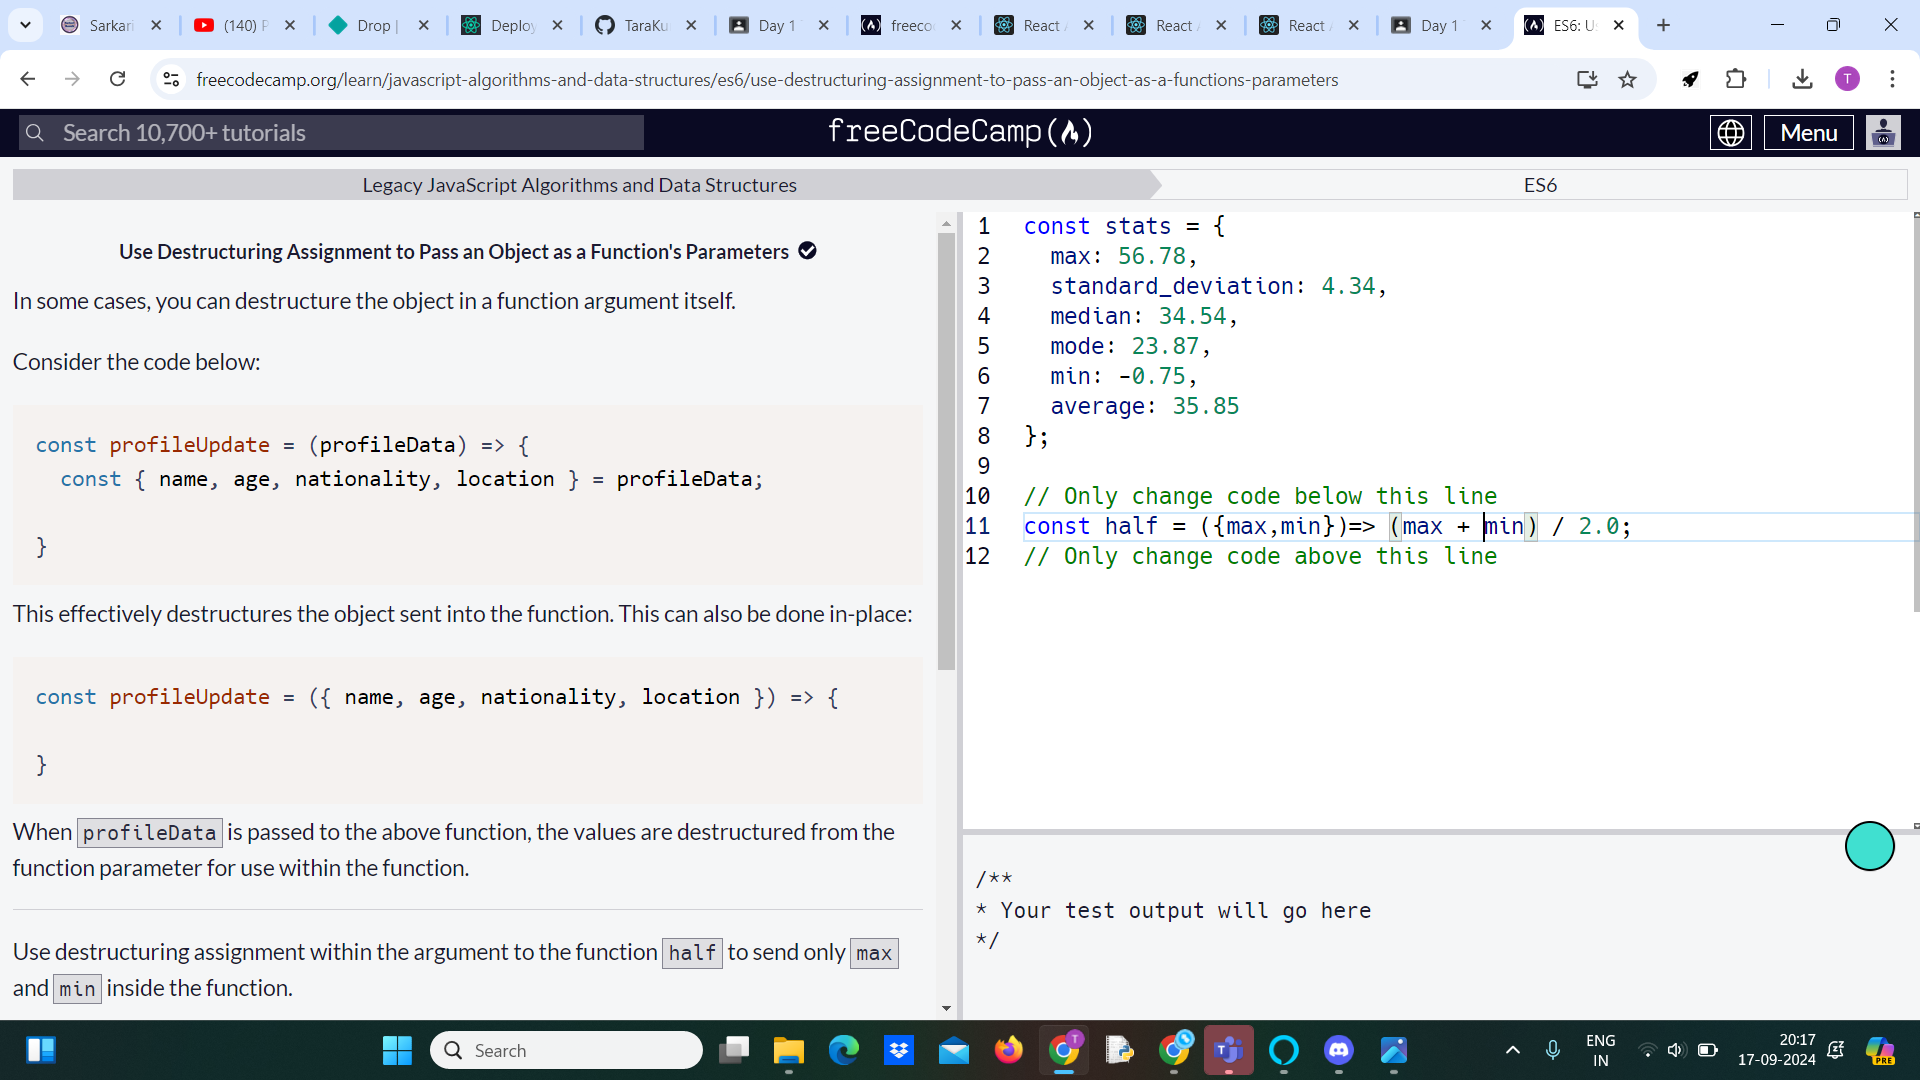 Sarkari
(140) P
Drop |
Deploy
TaraKu
Day 1
freeco
React A
React A
React A
Day 1
ES6: U
freecodecamp.org/learn/javascript-algorithms-and-data-structures/es6/use-destructuring-assignment-to-pass-an-object-as-a-functions-parameters
T
Search 10,700+ tutorials
freeCodeCamp
Menu
Legacy JavaScript Algorithms and Data Structures
ES6
Use Destructuring Assignment to Pass an Object as a Function's Parameters
In some cases, you can destructure the object in a function argument itself.
Consider the code below:
const profileUpdate = (profileData) => {
const { name, age, nationality, location } = profileData;
}
This effectively destructures the object sent into the function. This can also be done in-place:
const profileUpdate = ({ name, age, nationality, location }) => {
}
When profileData is passed to the above function, the values are destructured from the
function parameter for use within the function.
Use destructuring assignment within the argument to the function half to send only max
and min inside the function.
1 const stats = {
2 max: 56.78,
3 standard_deviation: 4.34,
4 median: 34.54,
5 mode: 23.87,
6 min: -0.75,
7 average: 35.85
8 };
9
10 // Only change code below this line
11 const half = ({max,min})=> (max + min) / 2.0;
12 // Only change code above this line
/**
* Your test output will go here
*/
Search
T
ENG
IN
20:17
17-09-2024
PRE